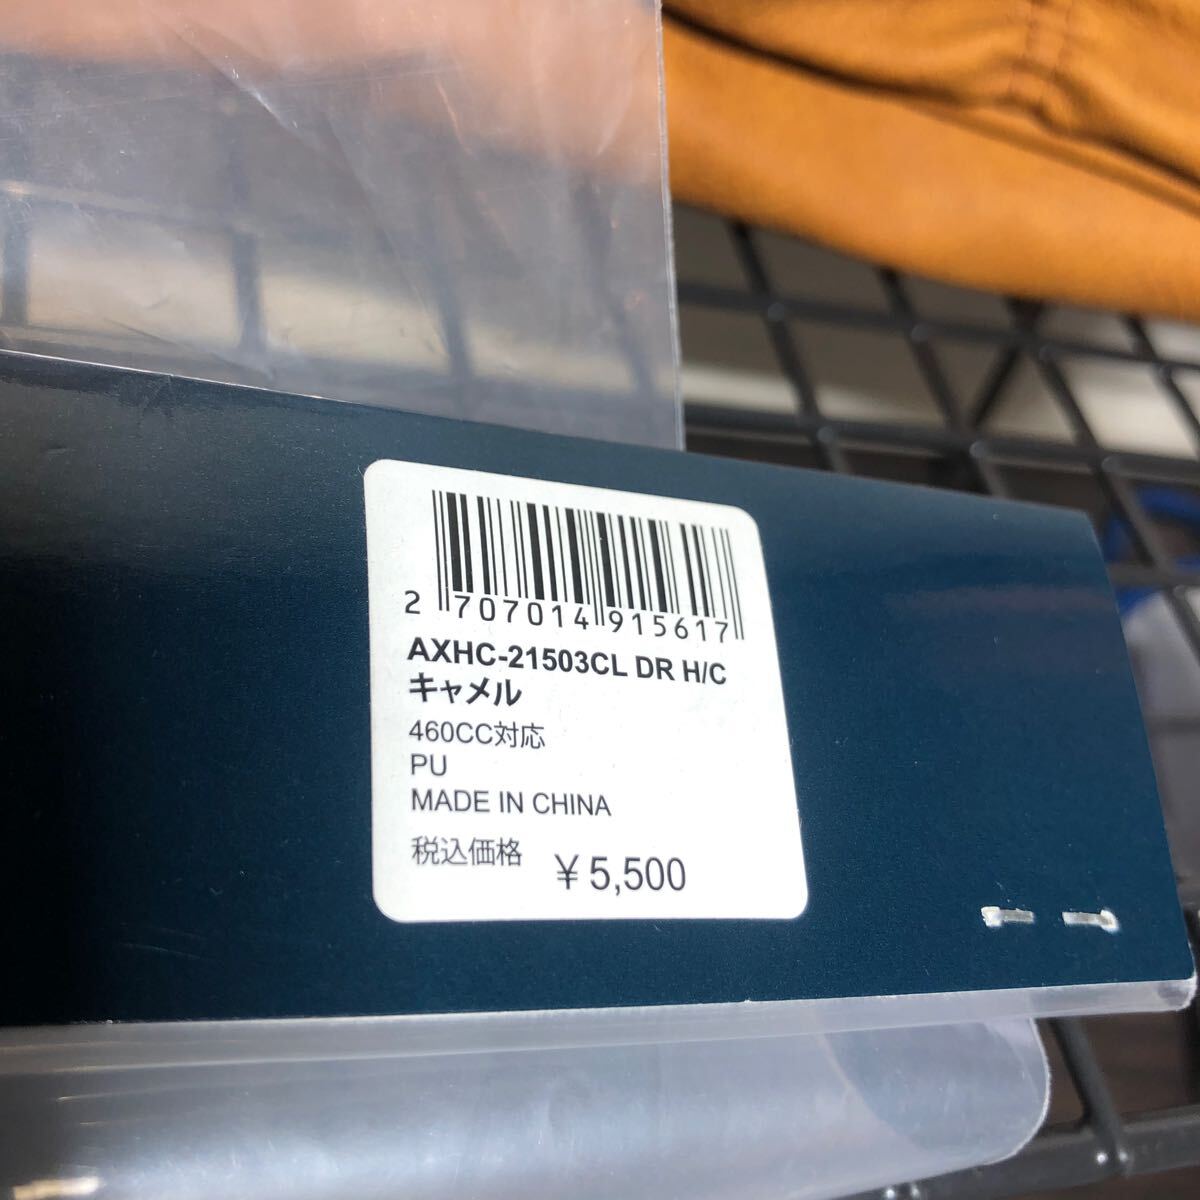 2 707014 915617
AXHC-21503CL DR H/C
キャメル
460CC対応
PU
MADE IN CHINA
税込価格 ¥5,500